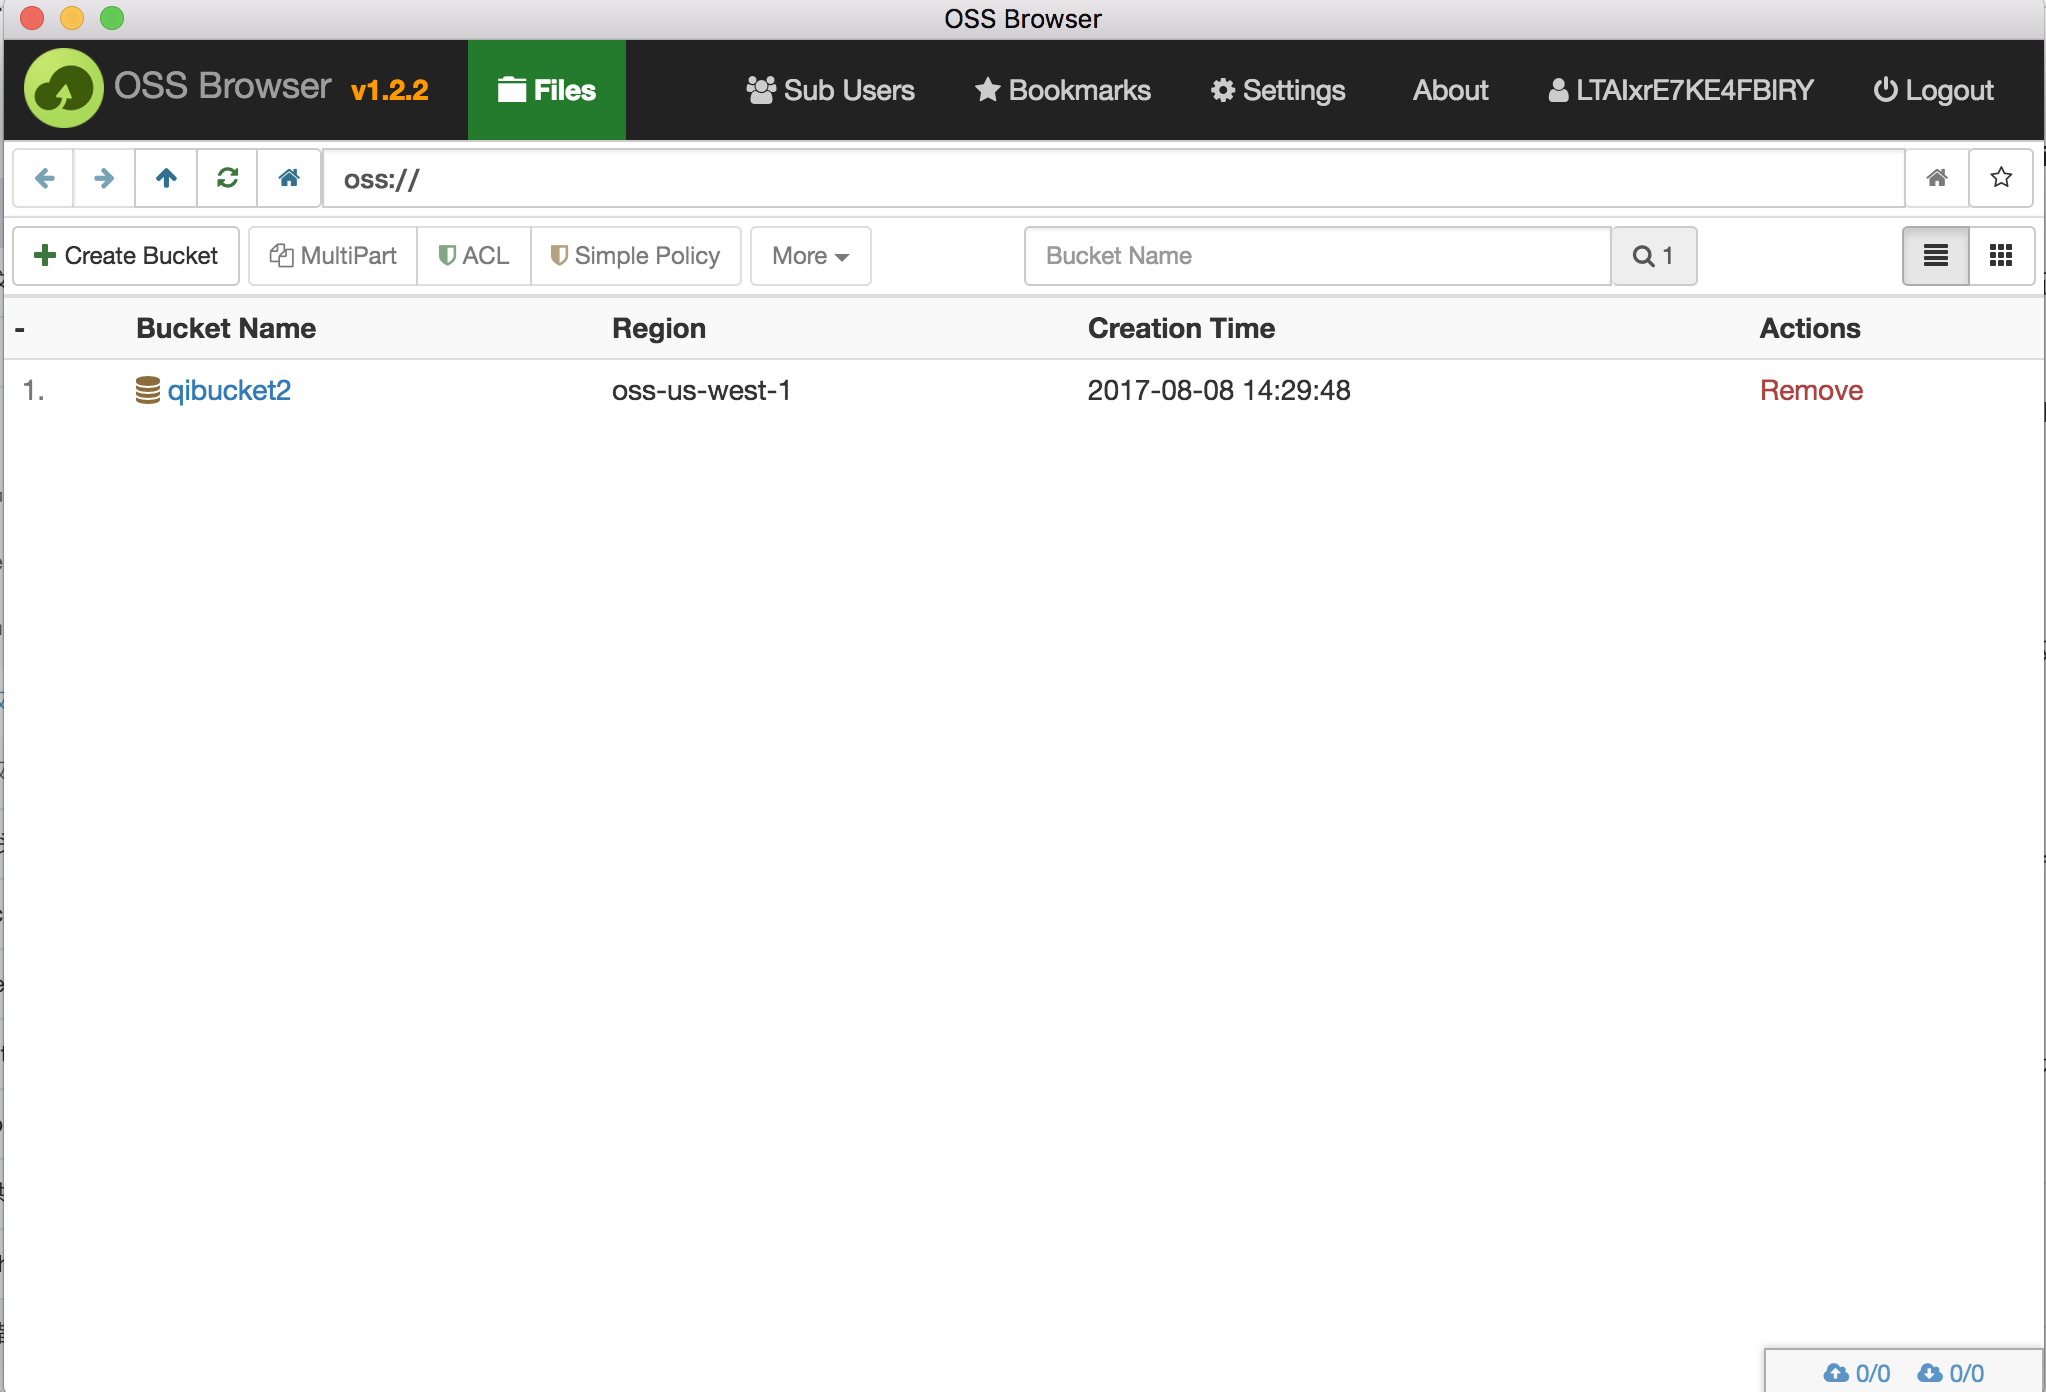 OSS Browser
OSS Browser v1.2.2 Files Sub Users Bookmarks Settings About LTAIxrE7KE4FBIRY Logout
oss://
Create Bucket MultiPart ACL Simple Policy More Bucket Name 1
- Bucket Name Region Creation Time Actions
1. qibucket2 oss-us-west-1 2017-08-08 14:29:48 Remove
0/0 0/0